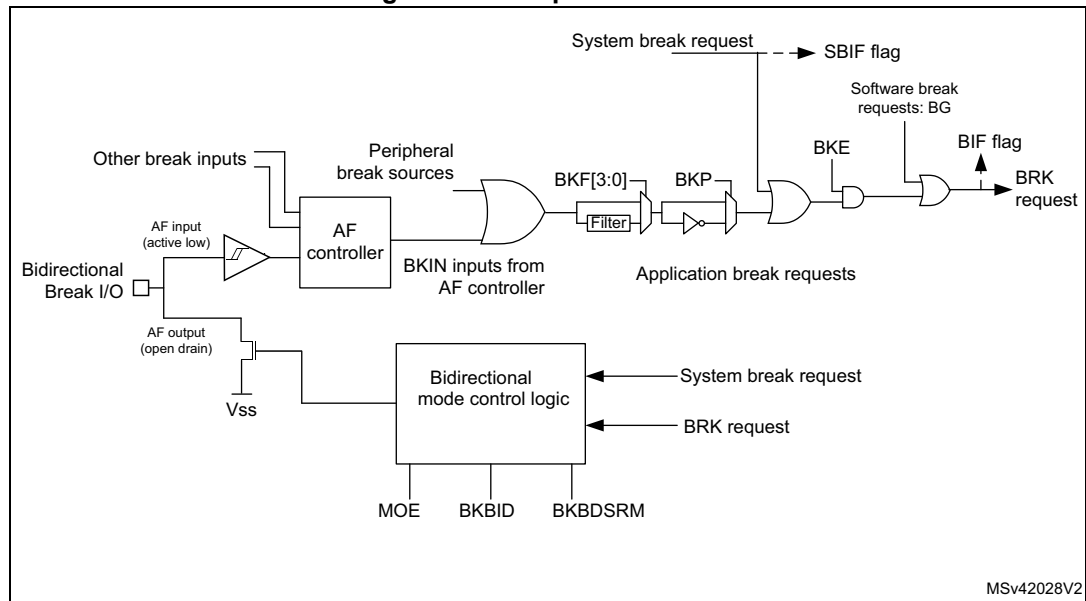 System break request
SBIF flag
Software break
requests: BG
BIF flag
BKE
BRK
request
Other break inputs
Peripheral
break sources
BKF[3:0]
BKP
Filter
AF input
(active low)
AF
controller
Bidirectional
Break I/O
BKIN inputs from
AF controller
Application break requests
AF output
(open drain)
Vss
Bidirectional
mode control logic
System break request
BRK request
MOE
BKBID
BKBDSRM
MSv42028V2